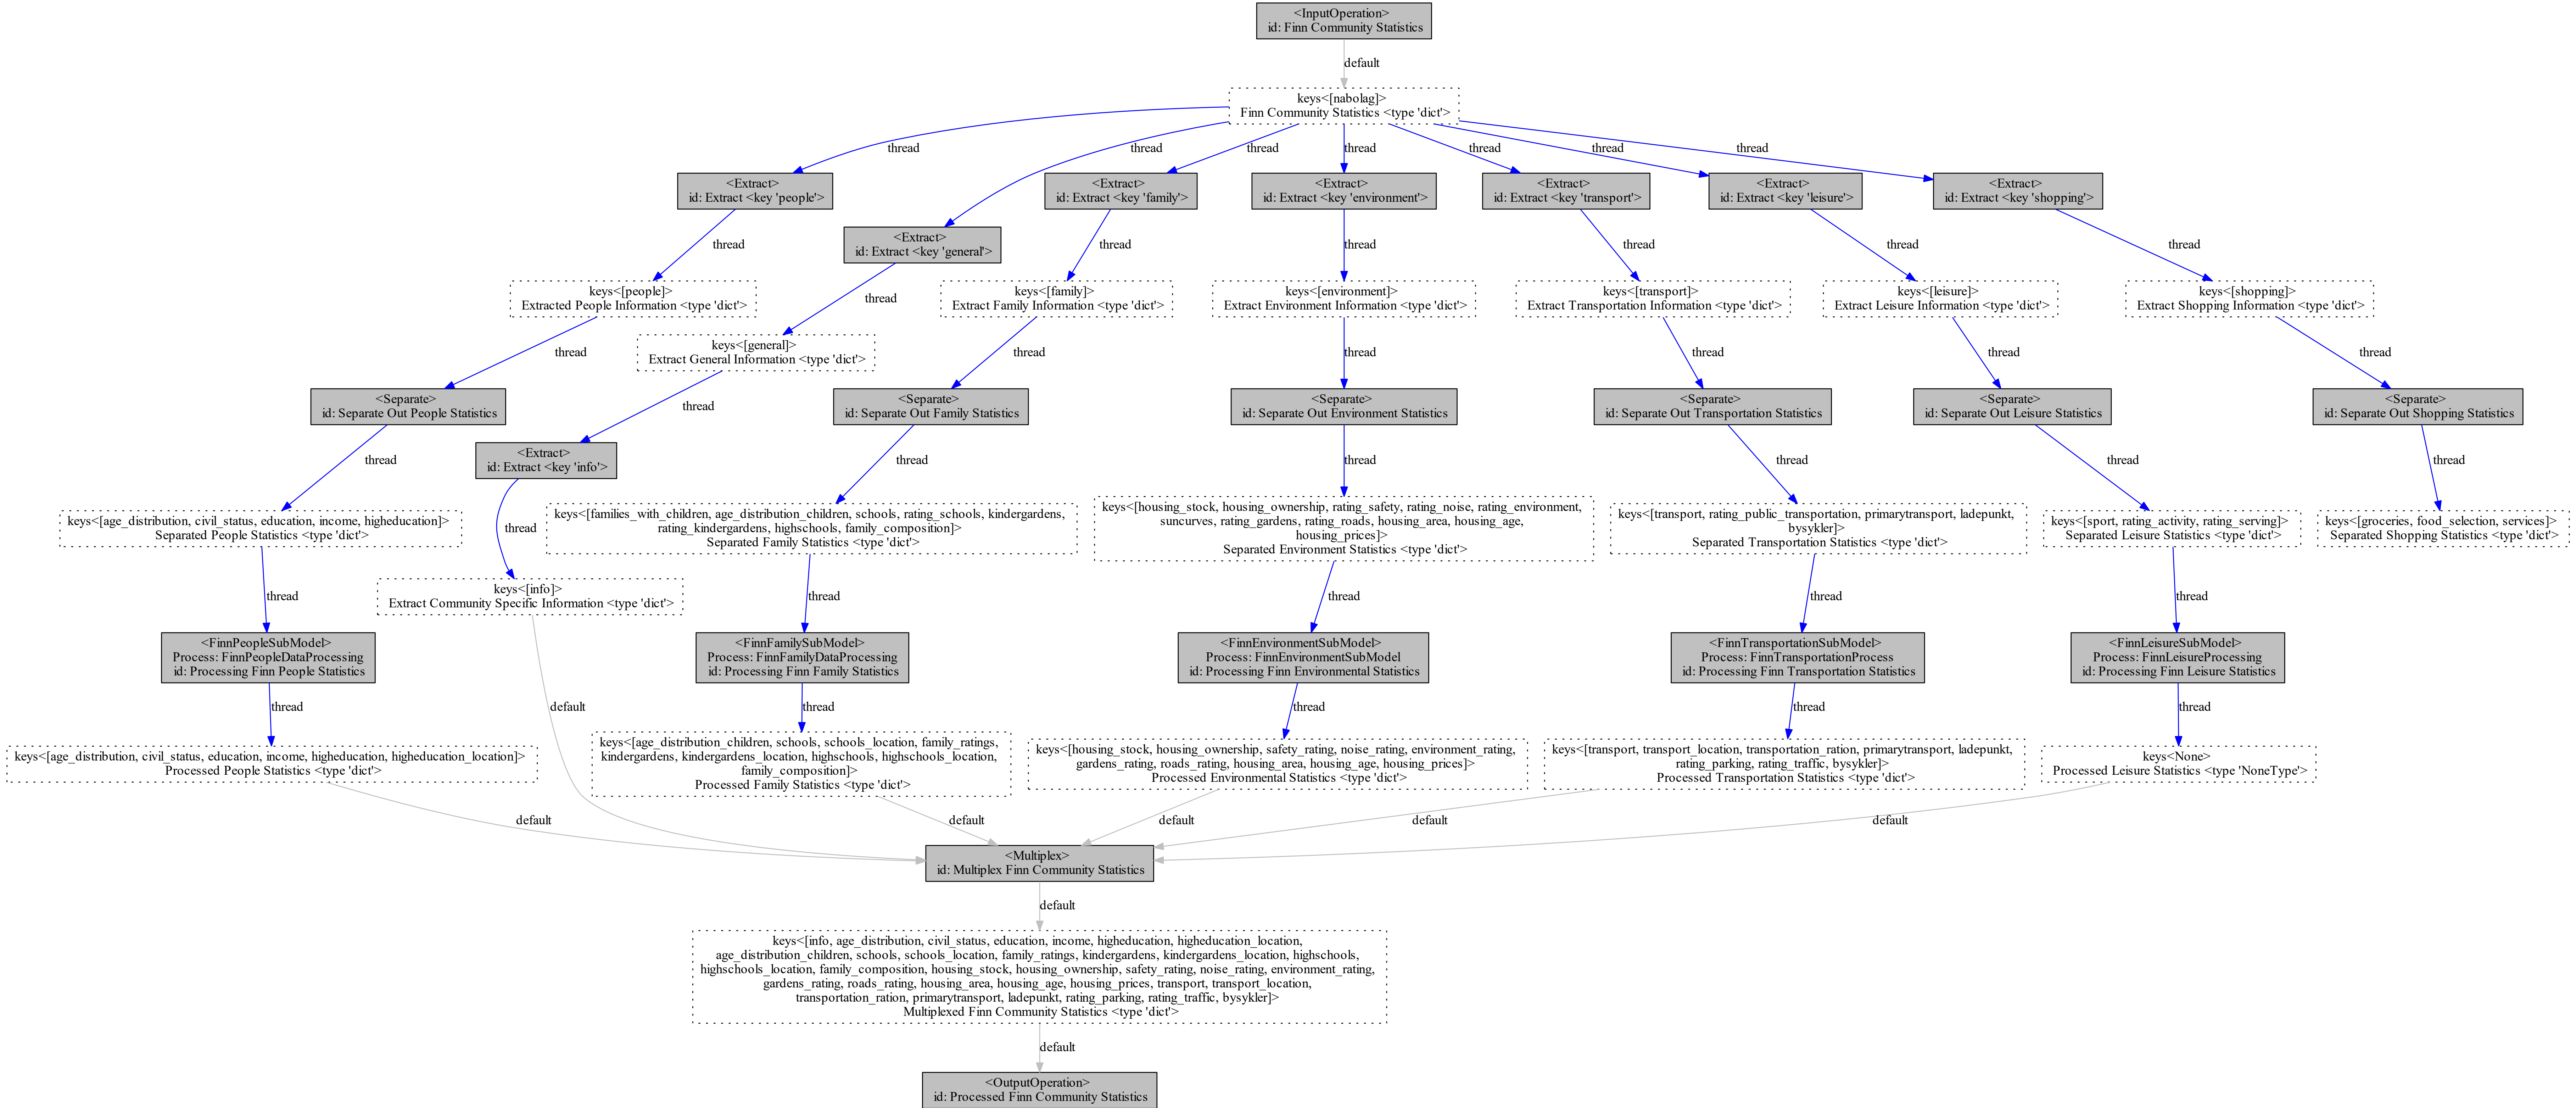 <InputOperation>
id: Finn Community Statistics
default
keys<[nabolag]>
Finn Community Statistics <type 'dict'>
thread
thread
thread
thread
thread
thread
thread
<Extract>
id: Extract <key 'people'>
<Extract>
id: Extract <key 'family'>
<Extract>
id: Extract <key 'environment'>
<Extract>
id: Extract <key 'transport'>
<Extract>
id: Extract <key 'leisure'>
<Extract>
id: Extract <key 'shopping'>
<Extract>
id: Extract <key 'general'>
thread
thread
thread
thread
thread
thread
keys<[people]>
Extracted People Information <type 'dict'>
thread
keys<[family]>
Extract Family Information <type 'dict'>
keys<[environment]>
Extract Environment Information <type 'dict'>
keys<[transport]>
Extract Transportation Information <type 'dict'>
keys<[leisure]>
Extract Leisure Information <type 'dict'>
keys<[shopping]>
Extract Shopping Information <type 'dict'>
keys<[general]>
Extract General Information <type 'dict'>
thread
thread
thread
thread
thread
thread
<Separate>
id: Separate Out People Statistics
thread
<Separate>
id: Separate Out Family Statistics
<Separate>
id: Separate Out Environment Statistics
<Separate>
id: Separate Out Transportation Statistics
<Separate>
id: Separate Out Leisure Statistics
<Separate>
id: Separate Out Shopping Statistics
<Extract>
id: Extract <key 'info'>
thread
thread
thread
thread
thread
thread
keys<[age_distribution, civil_status, education, income, higheducation]>
Separated People Statistics <type 'dict'>
thread
keys<[families_with_children, age_distribution_children, schools, rating_schools, kindergardens,
rating_kindergardens, highschools, family_composition]>
Separated Family Statistics <type 'dict'>
keys<[housing_stock, housing_ownership, rating_safety, rating_noise, rating_environment,
suncurves, rating_gardens, rating_roads, housing_area, housing_age,
housing_prices]>
Separated Environment Statistics <type 'dict'>
keys<[transport, rating_public_transportation, primarytransport, ladepunkt,
bysykler]>
Separated Transportation Statistics <type 'dict'>
keys<[sport, rating_activity, rating_serving]>
Separated Leisure Statistics <type 'dict'>
keys<[groceries, food_selection, services]>
Separated Shopping Statistics <type 'dict'>
thread
keys<[info]>
Extract Community Specific Information <type 'dict'>
thread
thread
thread
thread
<FinnPeopleSubModel>
Process: FinnPeopleDataProcessing
id: Processing Finn People Statistics
<FinnFamilySubModel>
Process: FinnFamilyDataProcessing
id: Processing Finn Family Statistics
<FinnEnvironmentSubModel>
Process: FinnEnvironmentSubModel
id: Processing Finn Environmental Statistics
<FinnTransportationSubModel>
Process: FinnTransportationProcess
id: Processing Finn Transportation Statistics
<FinnLeisureSubModel>
Process: FinnLeisureProcessing
id: Processing Finn Leisure Statistics
thread
default
thread
thread
thread
thread
keys<[age_distribution, civil_status, education, income, higheducation, higheducation_location]>
Processed People Statistics <type 'dict'>
keys<[age_distribution_children, schools, schools_location, family_ratings,
kindergardens, kindergardens_location, highschools, highschools_location,
family_composition]>
Processed Family Statistics <type 'dict'>
keys<[housing_stock, housing_ownership, safety_rating, noise_rating, environment_rating,
gardens_rating, roads_rating, housing_area, housing_age, housing_prices]>
Processed Environmental Statistics <type 'dict'>
keys<[transport, transport_location, transportation_ration, primarytransport, ladepunkt,
rating_parking, rating_traffic, bysykler]>
Processed Transportation Statistics <type 'dict'>
keys<None>
Processed Leisure Statistics <type 'NoneType'>
default
default
default
default
default
<Multiplex>
id: Multiplex Finn Community Statistics
default
keys<[info, age_distribution, civil_status, education, income, higheducation, higheducation_location,
age_distribution_children, schools, schools_location, family_ratings, kindergardens, kindergardens_location, highschools,
highschools_location, family_composition, housing_stock, housing_ownership, safety_rating, noise_rating, environment_rating,
gardens_rating, roads_rating, housing_area, housing_age, housing_prices, transport, transport_location,
transportation_ration, primarytransport, ladepunkt, rating_parking, rating_traffic, bysykler]>
Multiplexed Finn Community Statistics <type 'dict'>
default
<OutputOperation>
id: Processed Finn Community Statistics